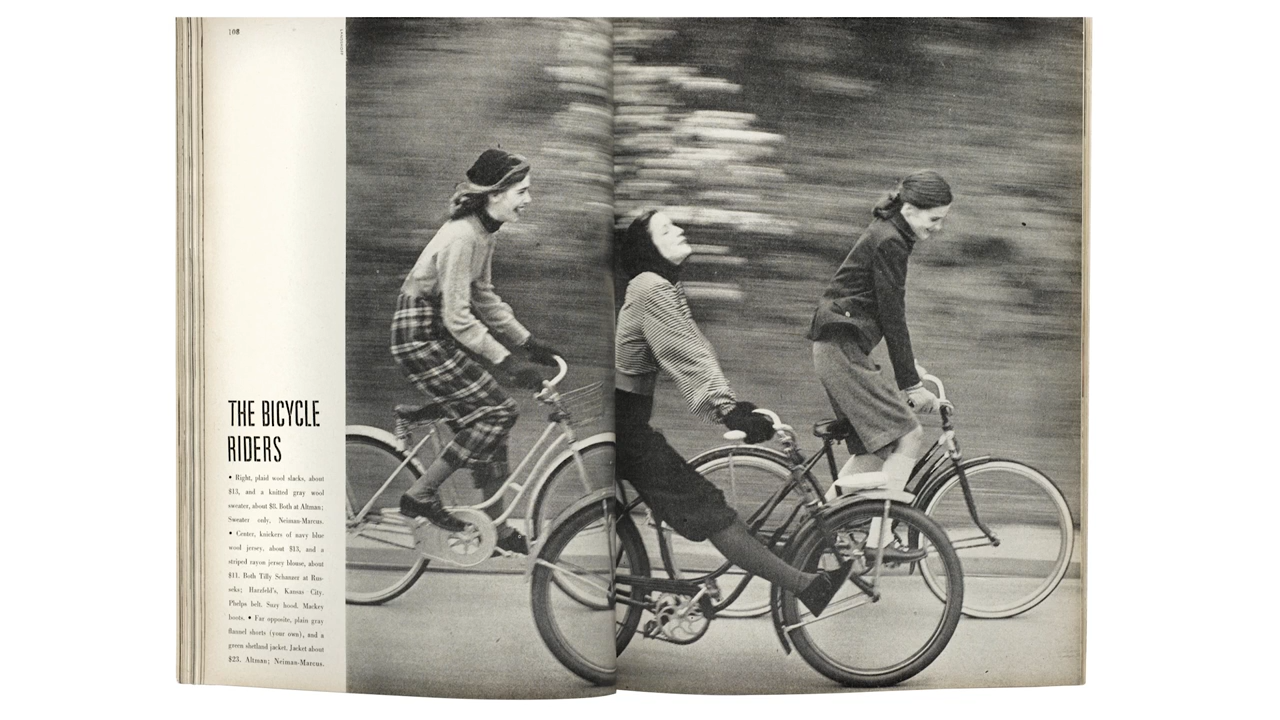 108
THE BICYCLE
RIDERS
• Right, plaid wool slacks, about
$13, and a knitted gray wool
sweater, about $8. Both at Altman;
Sweater only, Neiman-Marcus.
• Center, knickers of navy blue
wool jersey, about $15, and a
striped rayon jersey blouse, about
$11. Both Tilly Schanzer at Rus-
seks; Harzfeld's, Kansas City.
Phelps belt. Suzy hood. Mackey
boots. • Far opposite, plain gray
flannel shorts (your own), and a
green shetland jacket. Jacket about
$23. Altman; Neiman-Marcus.